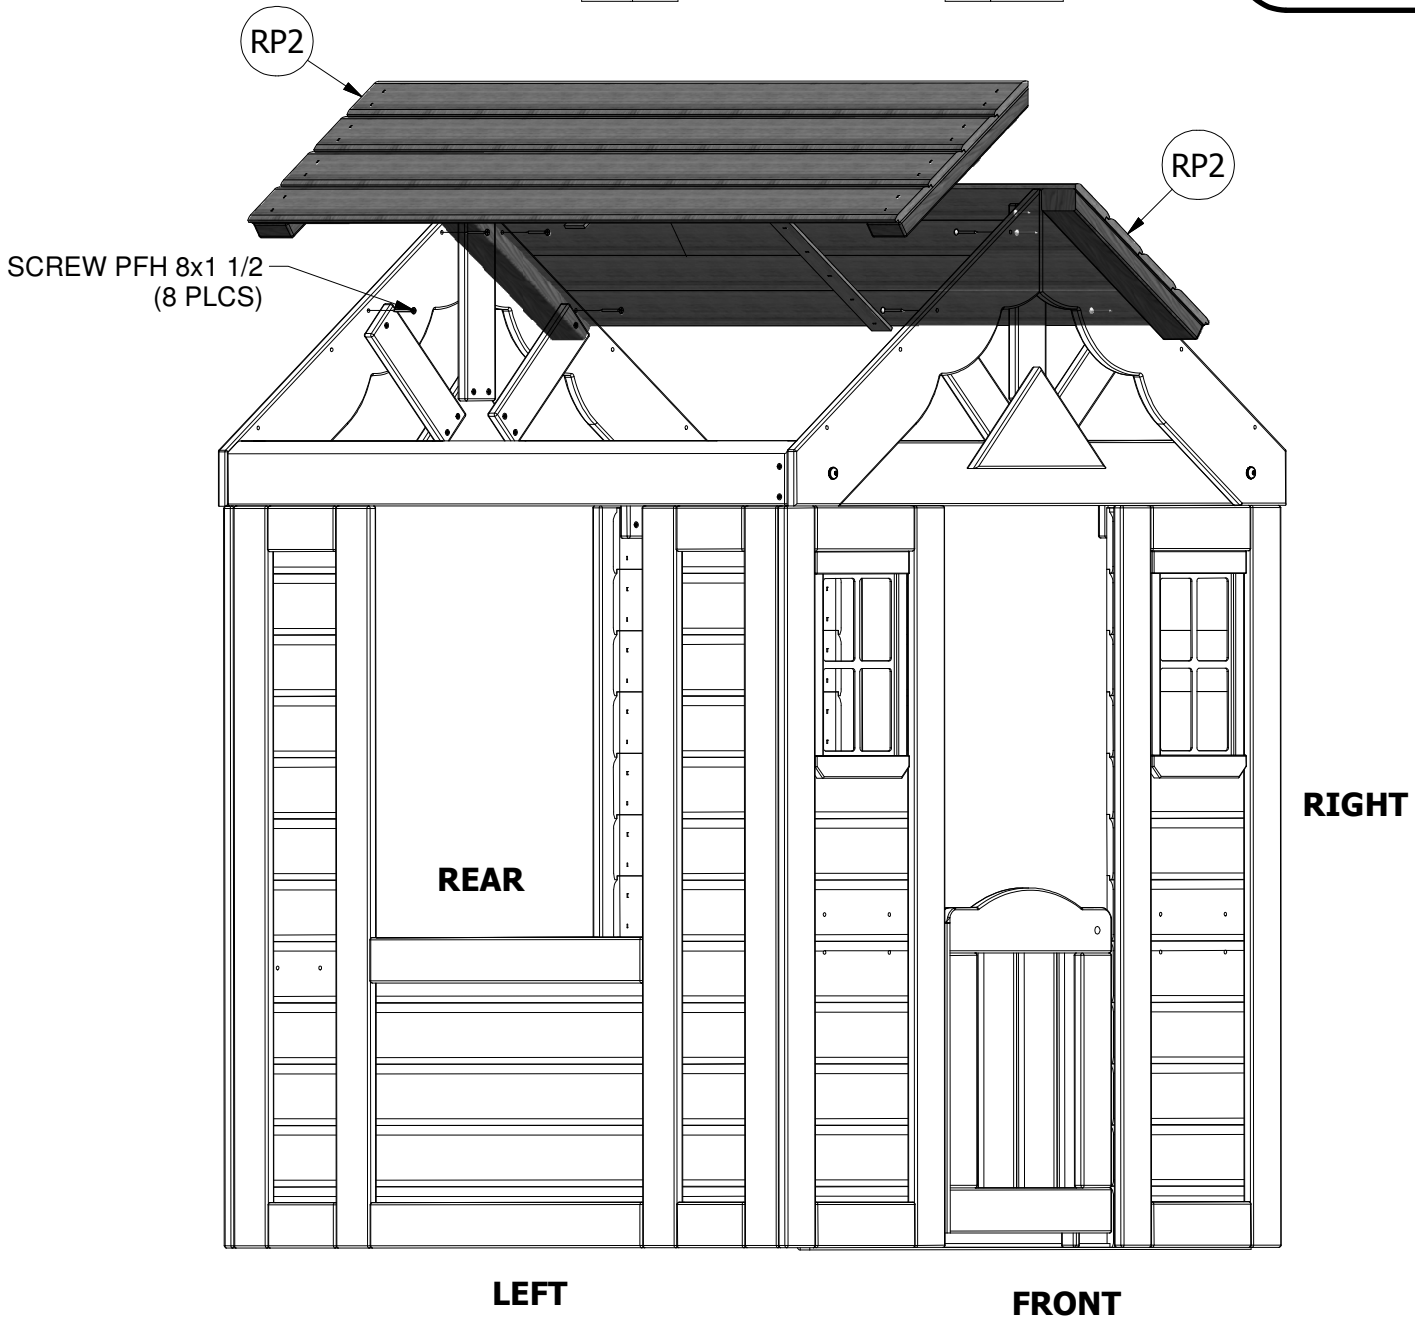 RP2
RP2
SCREW PFH 8x1 1/2
(8 PLCS)
RIGHT
REAR
LEFT
FRONT